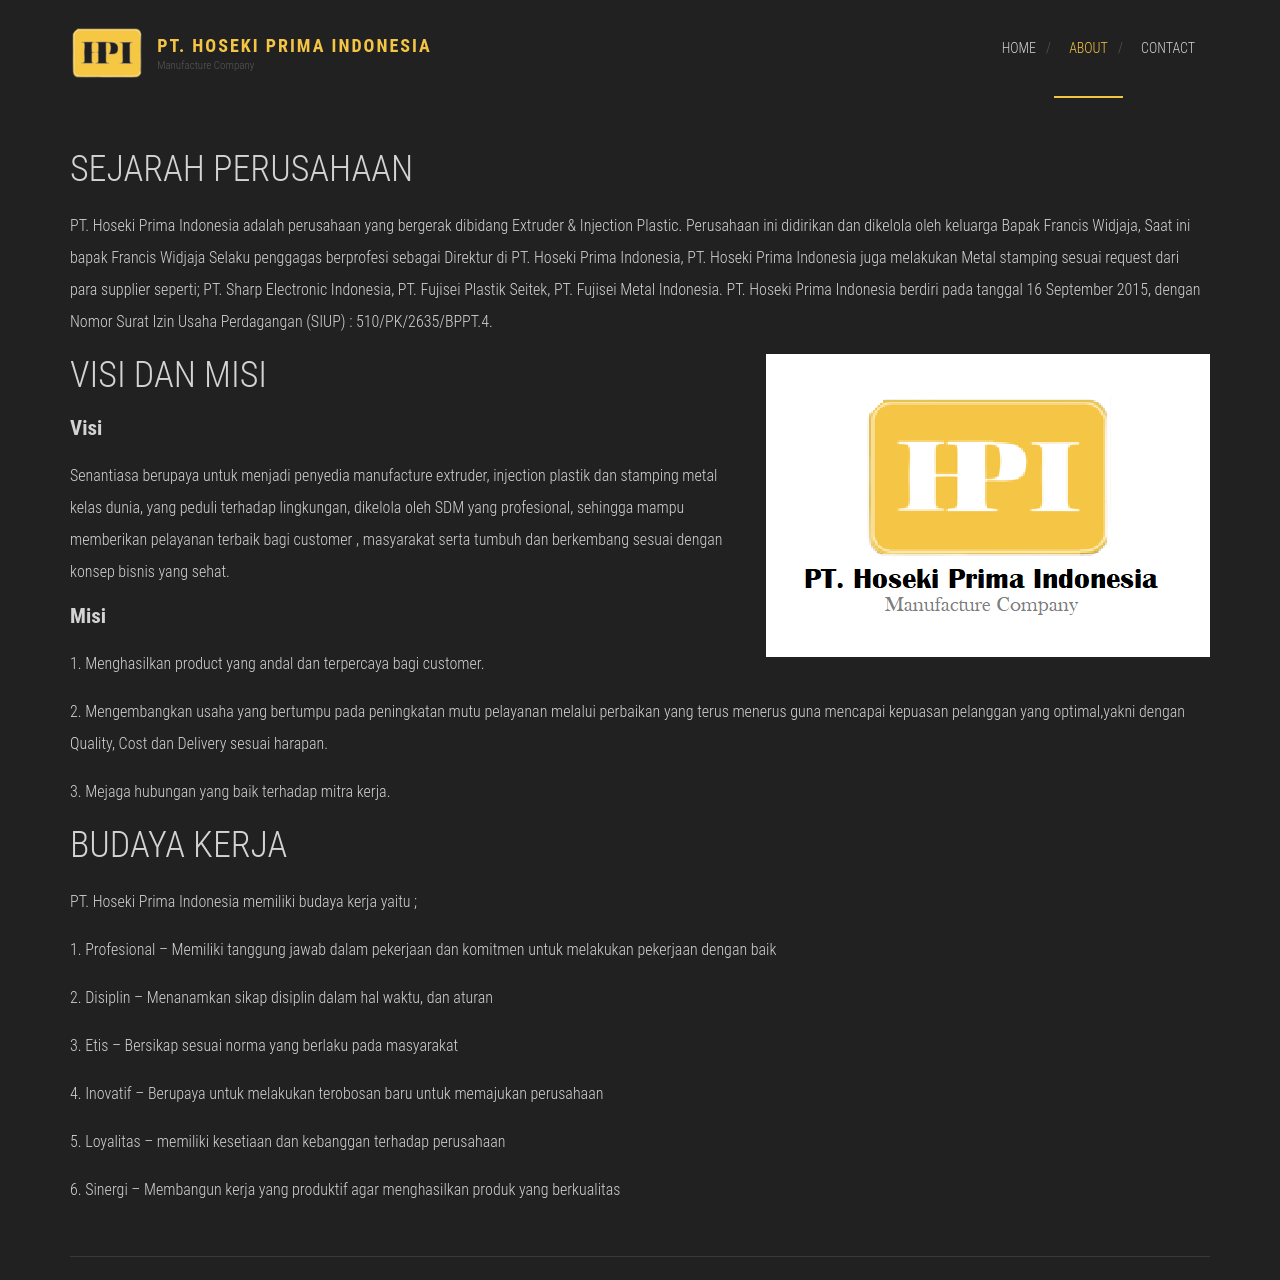 HPI
PT. HOSEKI PRIMA INDONESIA
Manufacture Company
HOME / ABOUT / CONTACT
SEJARAH PERUSAHAAN
PT. Hoseki Prima Indonesia adalah perusahaan yang bergerak dibidang Extruder & Injection Plastic. Perusahaan ini didirikan dan dikelola oleh keluarga Bapak Francis Widjaja, Saat ini
bapak Francis Widjaja Selaku penggagas berprofesi sebagai Direktur di PT. Hoseki Prima Indonesia, PT. Hoseki Prima Indonesia juga melakukan Metal stamping sesuai request dari
para supplier seperti; PT. Sharp Electronic Indonesia, PT. Fujisei Plastik Seitek, PT. Fujisei Metal Indonesia. PT. Hoseki Prima Indonesia berdiri pada tanggal 16 September 2015, dengan
Nomor Surat Izin Usaha Perdagangan (SIUP) : 510/PK/2635/BPPT.4.
VISI DAN MISI
Visi
Senantiasa berupaya untuk menjadi penyedia manufacture extruder, injection plastik dan stamping metal
kelas dunia, yang peduli terhadap lingkungan, dikelola oleh SDM yang profesional, sehingga mampu
memberikan pelayanan terbaik bagi customer , masyarakat serta tumbuh dan berkembang sesuai dengan
konsep bisnis yang sehat.
HPI
PT. Hoseki Prima Indonesia
Manufacture Company
Misi
1. Menghasilkan product yang andal dan terpercaya bagi customer.
2. Mengembangkan usaha yang bertumpu pada peningkatan mutu pelayanan melalui perbaikan yang terus menerus guna mencapai kepuasan pelanggan yang optimal,yakni dengan
Quality, Cost dan Delivery sesuai harapan.
3. Mejaga hubungan yang baik terhadap mitra kerja.
BUDAYA KERJA
PT. Hoseki Prima Indonesia memiliki budaya kerja yaitu ;
1. Profesional – Memiliki tanggung jawab dalam pekerjaan dan komitmen untuk melakukan pekerjaan dengan baik
2. Disiplin – Menanamkan sikap disiplin dalam hal waktu, dan aturan
3. Etis – Bersikap sesuai norma yang berlaku pada masyarakat
4. Inovatif – Berupaya untuk melakukan terobosan baru untuk memajukan perusahaan
5. Loyalitas – memiliki kesetiaan dan kebanggan terhadap perusahaan
6. Sinergi – Membangun kerja yang produktif agar menghasilkan produk yang berkualitas